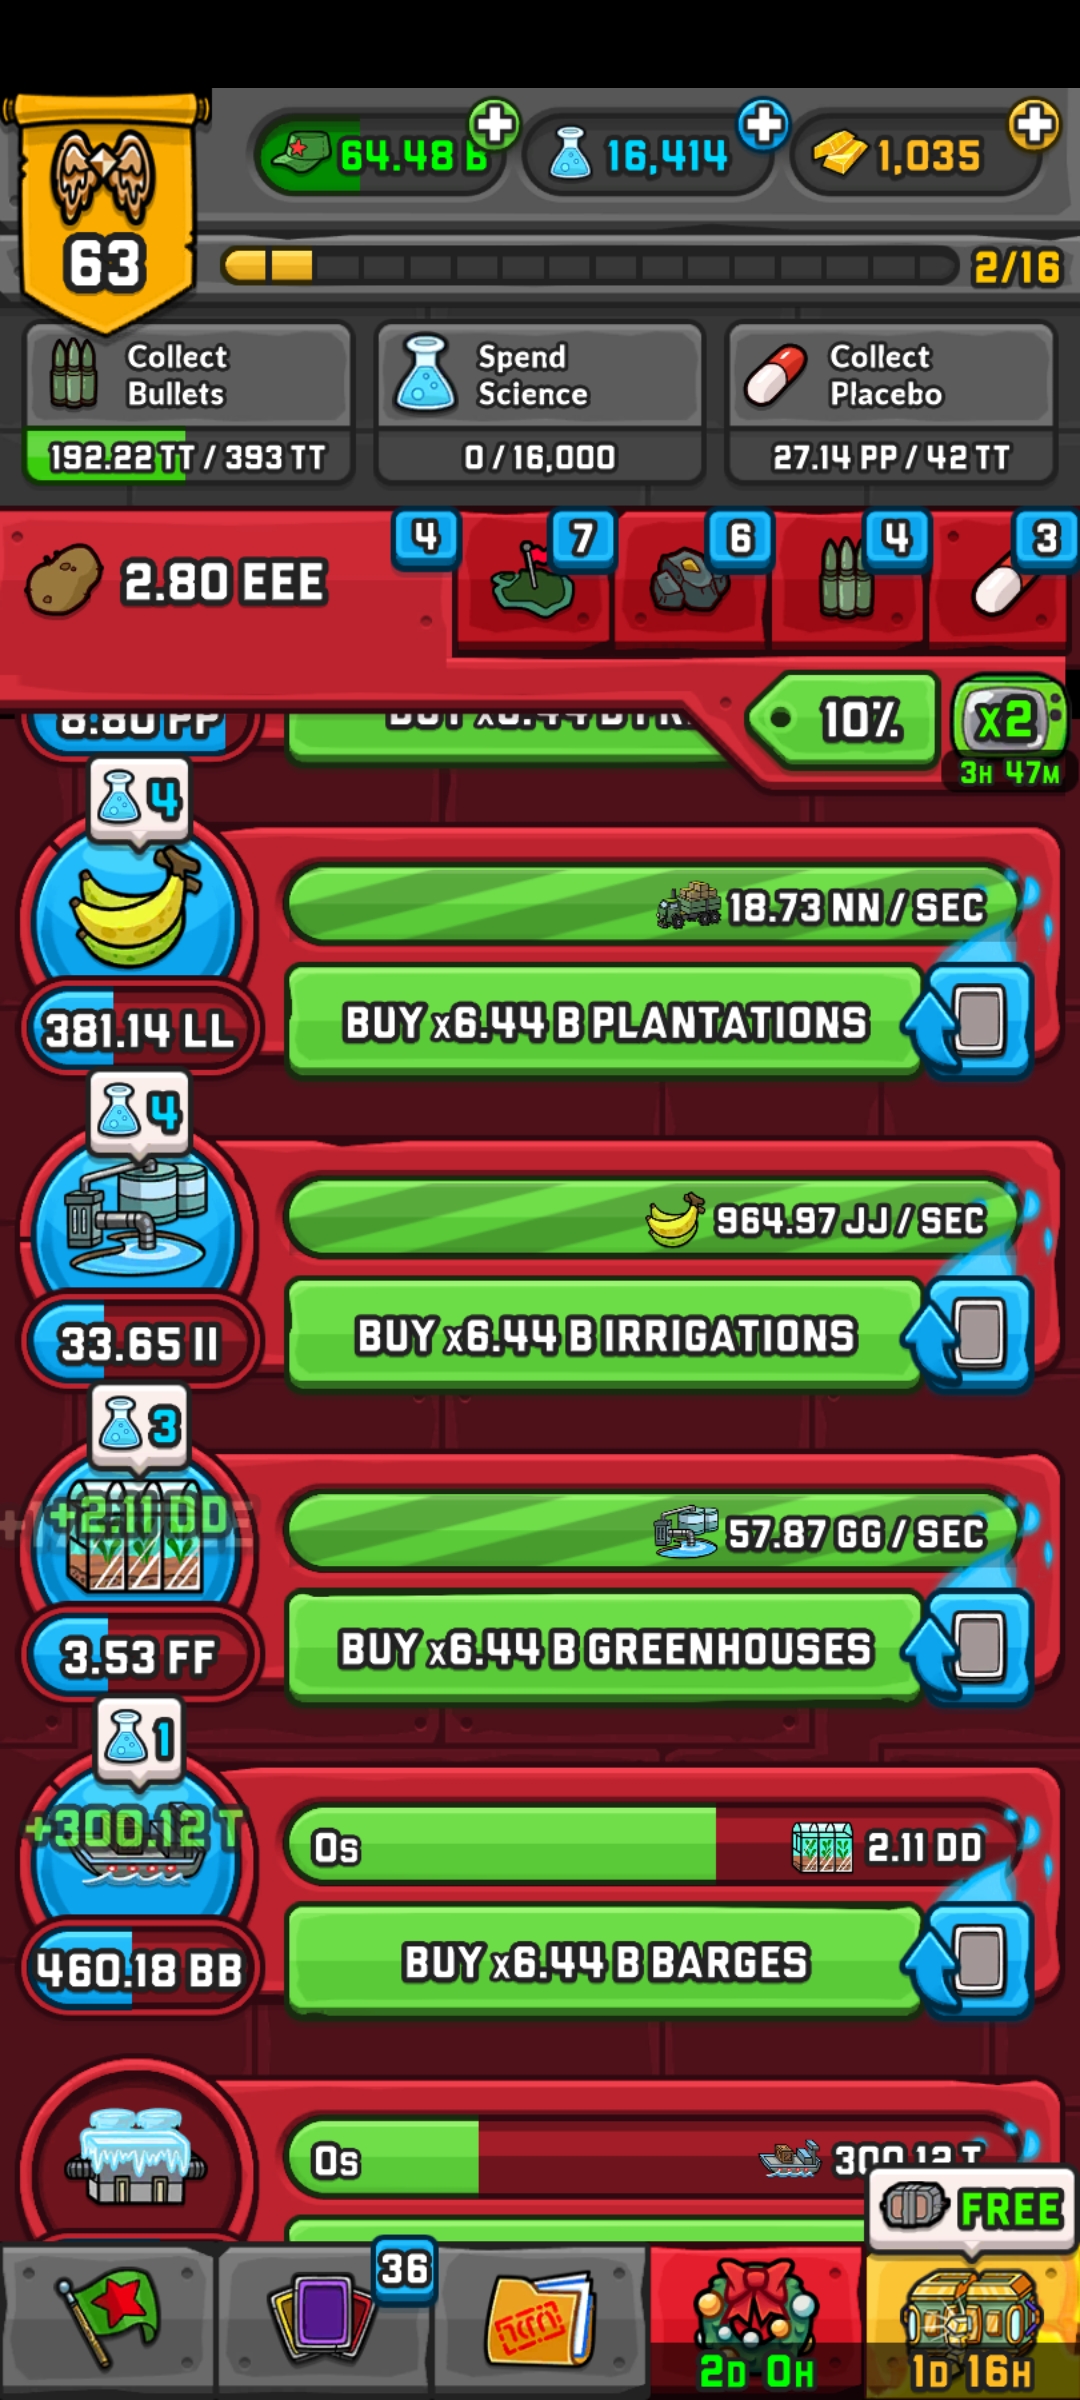 64.48 B
16,414
1,035
63
2/16
Collect
Bullets
192.22 TT / 393 TT
Spend
Science
0 / 16,000
Collect
Placebo
27.14 PP / 42 TT
2.80 EEE
4
7
6
4
3
10%
x2
3H 47M
8.80 PP
4
18.73 NN / SEC
381.14 LL
BUY x6.44 B PLANTATIONS
4
964.97 JJ / SEC
33.65 II
BUY x6.44 B IRRIGATIONS
3
+2.11 DD
57.87 GG / SEC
3.53 FF
BUY x6.44 B GREENHOUSES
1
+300.12 T
0s
2.11 DD
460.18 BB
BUY x6.44 B BARGES
0s
300.12 T
FREE
36
2D 0H
1D 16H